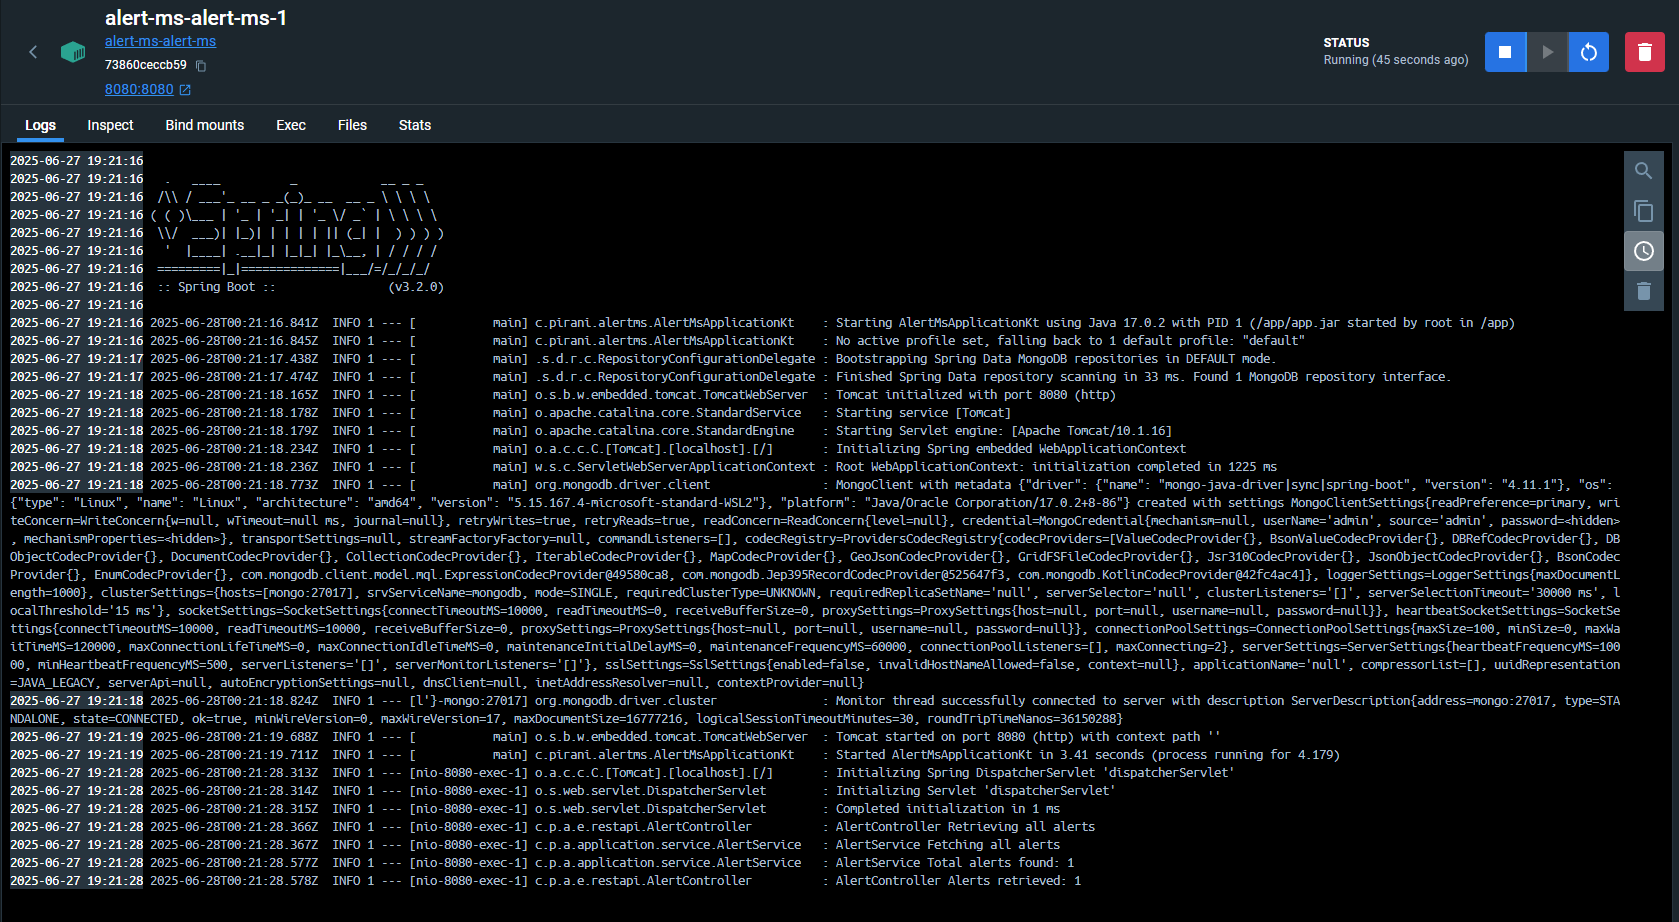 alert-ms-alert-ms-1
alert-ms-alert-ms
73860ceccb59
8080:8080
STATUS
Running (45 seconds ago)
Logs Inspect Bind mounts Exec Files Stats
2025-06-27 19:21:16
2025-06-27 19:21:16   .   ____          _            __ _ _
2025-06-27 19:21:16  /\\ / ___'_ __ _ _(_)_ __  __ _ \ \ \ \
2025-06-27 19:21:16 ( ( )\___ | '_ | '_| | '_ \/ _` | \ \ \ \
2025-06-27 19:21:16  \\/  ___)| |_)| | | | | || (_| |  ) ) ) )
2025-06-27 19:21:16   '  |____| .__|_| |_|_| |_\__, | / / / /
2025-06-27 19:21:16  =========|_|==============|___/=/_/_/_/
2025-06-27 19:21:16  :: Spring Boot ::                (v3.2.0)
2025-06-27 19:21:16
2025-06-27 19:21:16 2025-06-28T00:21:16.841Z  INFO 1 --- [           main] c.pirani.alertms.AlertMsApplicationKt    : Starting AlertMsApplicationKt using Java 17.0.2 with PID 1 (/app/app.jar started by root in /app)
2025-06-27 19:21:16 2025-06-28T00:21:16.845Z  INFO 1 --- [           main] c.pirani.alertms.AlertMsApplicationKt    : No active profile set, falling back to 1 default profile: "default"
2025-06-27 19:21:17 2025-06-28T00:21:17.438Z  INFO 1 --- [           main] .s.d.r.c.RepositoryConfigurationDelegate : Bootstrapping Spring Data MongoDB repositories in DEFAULT mode.
2025-06-27 19:21:17 2025-06-28T00:21:17.474Z  INFO 1 --- [           main] .s.d.r.c.RepositoryConfigurationDelegate : Finished Spring Data repository scanning in 33 ms. Found 1 MongoDB repository interface.
2025-06-27 19:21:18 2025-06-28T00:21:18.165Z  INFO 1 --- [           main] o.s.b.w.embedded.tomcat.TomcatWebServer  : Tomcat initialized with port 8080 (http)
2025-06-27 19:21:18 2025-06-28T00:21:18.178Z  INFO 1 --- [           main] o.apache.catalina.core.StandardService   : Starting service [Tomcat]
2025-06-27 19:21:18 2025-06-28T00:21:18.179Z  INFO 1 --- [           main] o.apache.catalina.core.StandardEngine    : Starting Servlet engine: [Apache Tomcat/10.1.16]
2025-06-27 19:21:18 2025-06-28T00:21:18.234Z  INFO 1 --- [           main] o.a.c.c.C.[Tomcat].[localhost].[/]       : Initializing Spring embedded WebApplicationContext
2025-06-27 19:21:18 2025-06-28T00:21:18.236Z  INFO 1 --- [           main] w.s.c.ServletWebServerApplicationContext : Root WebApplicationContext: initialization completed in 1225 ms
2025-06-27 19:21:18 2025-06-28T00:21:18.773Z  INFO 1 --- [           main] org.mongodb.driver.client                : MongoClient with metadata {"driver": {"name": "mongo-java-driver|sync|spring-boot", "version": "4.11.1"}, "os":
{"type": "Linux", "name": "Linux", "architecture": "amd64", "version": "5.15.167.4-microsoft-standard-WSL2"}, "platform": "Java/Oracle Corporation/17.0.2+8-86"} created with settings MongoClientSettings{readPreference=primary, wri
teConcern=WriteConcern{w=null, wTimeout=null ms, journal=null}, retryWrites=true, retryReads=true, readConcern=ReadConcern{level=null}, credential=MongoCredential{mechanism=null, userName='admin', source='admin', password=<hidden>
, mechanismProperties=<hidden>}, transportSettings=null, streamFactoryFactory=null, commandListeners=[], codecRegistry=ProvidersCodecRegistry{codecProviders=[ValueCodecProvider{}, BsonValueCodecProvider{}, DBRefCodecProvider{}, DB
ObjectCodecProvider{}, DocumentCodecProvider{}, CollectionCodecProvider{}, IterableCodecProvider{}, MapCodecProvider{}, GeoJsonCodecProvider{}, GridFSFileCodecProvider{}, Jsr310CodecProvider{}, JsonObjectCodecProvider{}, BsonCodec
Provider{}, EnumCodecProvider{}, com.mongodb.client.model.mql.ExpressionCodecProvider@49580ca8, com.mongodb.Jep395RecordCodecProvider@525647f3, com.mongodb.KotlinCodecProvider@42fc4ac4]}, loggerSettings=LoggerSettings{maxDocumentL
ength=1000}, clusterSettings={hosts=[mongo:27017], srvServiceName=mongodb, mode=SINGLE, requiredClusterType=UNKNOWN, requiredReplicaSetName='null', serverSelector='null', clusterListeners='[]', serverSelectionTimeout='30000 ms', l
ocalThreshold='15 ms'}, socketSettings=SocketSettings{connectTimeoutMS=10000, readTimeoutMS=0, receiveBufferSize=0, proxySettings=ProxySettings{host=null, port=null, username=null, password=null}}, heartbeatSocketSettings=SocketSe
ttings{connectTimeoutMS=10000, readTimeoutMS=10000, receiveBufferSize=0, proxySettings=ProxySettings{host=null, port=null, username=null, password=null}}, connectionPoolSettings=ConnectionPoolSettings{maxSize=100, minSize=0, maxWa
itTimeMS=120000, maxConnectionLifeTimeMS=0, maxConnectionIdleTimeMS=0, maintenanceInitialDelayMS=0, maintenanceFrequencyMS=60000, connectionPoolListeners=[], maxConnecting=2}, serverSettings=ServerSettings{heartbeatFrequencyMS=100
00, minHeartbeatFrequencyMS=500, serverListeners='[]', serverMonitorListeners='[]'}, sslSettings=SslSettings{enabled=false, invalidHostNameAllowed=false, context=null}, applicationName='null', compressorList=[], uuidRepresentation
=JAVA_LEGACY, serverApi=null, autoEncryptionSettings=null, dnsClient=null, inetAddressResolver=null, contextProvider=null}
2025-06-27 19:21:18 2025-06-28T00:21:18.824Z  INFO 1 --- [l'}-mongo:27017] org.mongodb.driver.cluster               : Monitor thread successfully connected to server with description ServerDescription{address=mongo:27017, type=STA
NDALONE, state=CONNECTED, ok=true, minWireVersion=0, maxWireVersion=17, maxDocumentSize=16777216, logicalSessionTimeoutMinutes=30, roundTripTimeNanos=36150288}
2025-06-27 19:21:19 2025-06-28T00:21:19.688Z  INFO 1 --- [           main] o.s.b.w.embedded.tomcat.TomcatWebServer  : Tomcat started on port 8080 (http) with context path ''
2025-06-27 19:21:19 2025-06-28T00:21:19.711Z  INFO 1 --- [           main] c.pirani.alertms.AlertMsApplicationKt    : Started AlertMsApplicationKt in 3.41 seconds (process running for 4.179)
2025-06-27 19:21:28 2025-06-28T00:21:28.313Z  INFO 1 --- [nio-8080-exec-1] o.a.c.c.C.[Tomcat].[localhost].[/]       : Initializing Spring DispatcherServlet 'dispatcherServlet'
2025-06-27 19:21:28 2025-06-28T00:21:28.314Z  INFO 1 --- [nio-8080-exec-1] o.s.web.servlet.DispatcherServlet        : Initializing Servlet 'dispatcherServlet'
2025-06-27 19:21:28 2025-06-28T00:21:28.315Z  INFO 1 --- [nio-8080-exec-1] o.s.web.servlet.DispatcherServlet        : Completed initialization in 1 ms
2025-06-27 19:21:28 2025-06-28T00:21:28.366Z  INFO 1 --- [nio-8080-exec-1] c.p.a.e.restapi.AlertController          : AlertController Retrieving all alerts
2025-06-27 19:21:28 2025-06-28T00:21:28.367Z  INFO 1 --- [nio-8080-exec-1] c.p.a.application.service.AlertService   : AlertService Fetching all alerts
2025-06-27 19:21:28 2025-06-28T00:21:28.577Z  INFO 1 --- [nio-8080-exec-1] c.p.a.application.service.AlertService   : AlertService Total alerts found: 1
2025-06-27 19:21:28 2025-06-28T00:21:28.578Z  INFO 1 --- [nio-8080-exec-1] c.p.a.e.restapi.AlertController          : AlertController Alerts retrieved: 1